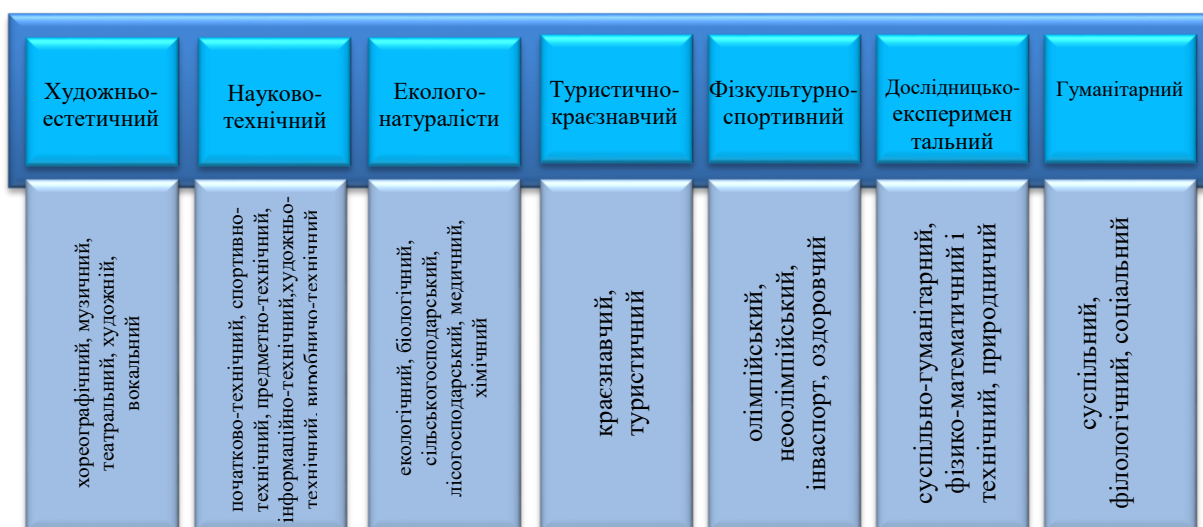 Художньо-
естетичний
Науково-
технічний
Еколого-
натуралісти
Туристично-
краєзнавчий
Фізкультурно-
спортивний
Дослідницько-
експеримен
тальний
Гуманітарний
хореографічний, музичний,
театральний, художній,
вокальний
початково-технічний, спортивно-
технічний, предметно-технічний,
інформаційно-технічний,художньо-
технічний, виробничо-технічний
екологічний, біологічний,
сільськогосподарський,
лісогосподарський, медичний,
хімічний
краєзнавчий,
туристичний
олімпійський,
неоолімпійський,
інваспорт, оздоровчий
суспільно-гуманітарний,
фізико-математичний і
технічний, природничий
суспільний,
філологічний, соціальний